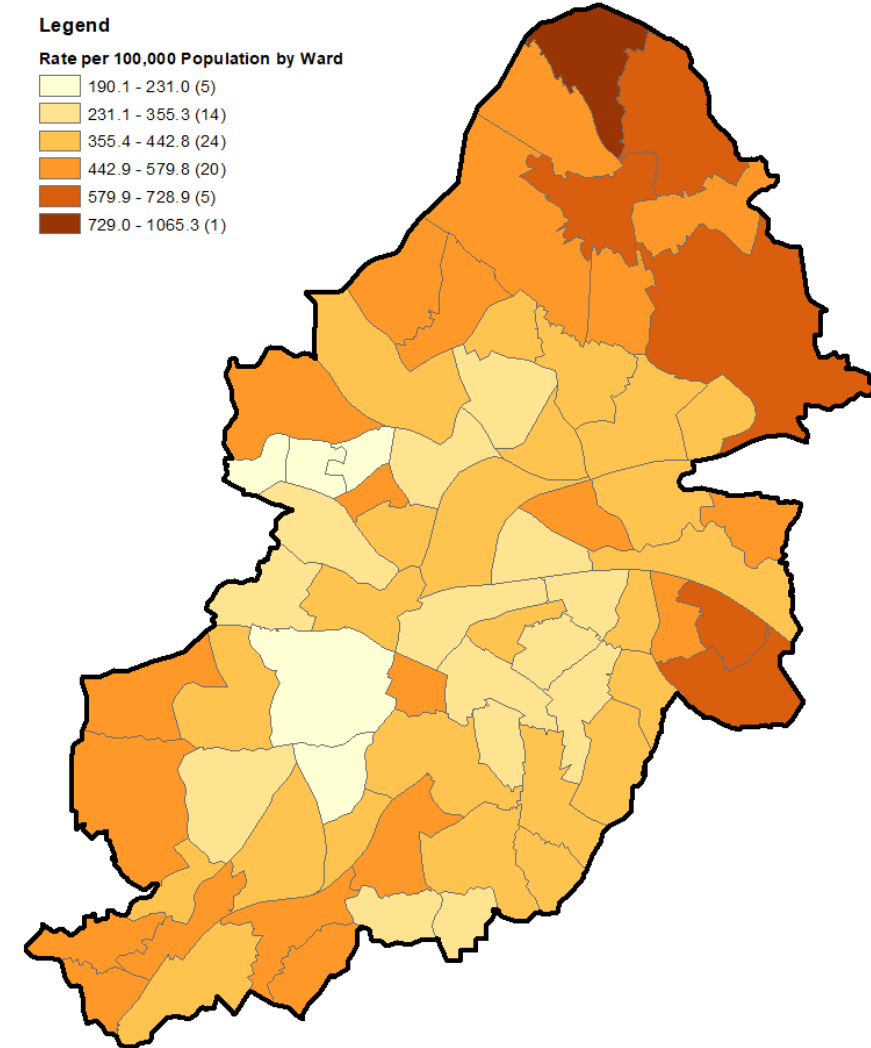 Legend
Rate per 100,000 Population by Ward
190.1 - 231.0 (5)
231.1 - 355.3 (14)
355.4 - 442.8 (24)
442.9 - 579.8 (20)
579.9 - 728.9 (5)
729.0 - 1065.3 (1)